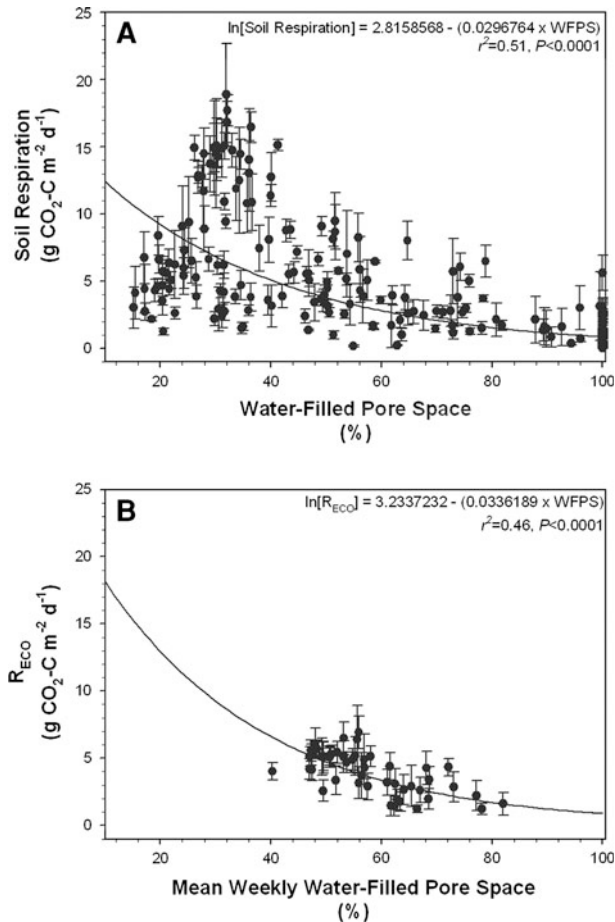 A
ln[Soil Respiration] = 2.8158568 - (0.0296764 x WFPS)
r²=0.51, P<0.0001
25
20
15
10
5
0
Soil Respiration
(g CO₂-C m⁻² d⁻¹)
20 40 60 80 100
Water-Filled Pore Space
(%)
B
ln[R_ECO] = 3.2337232 - (0.0336189 x WFPS)
r²=0.46, P<0.0001
25
20
15
10
5
0
R_ECO
(g CO₂-C m⁻² d⁻¹)
20 40 60 80 100
Mean Weekly Water-Filled Pore Space
(%)